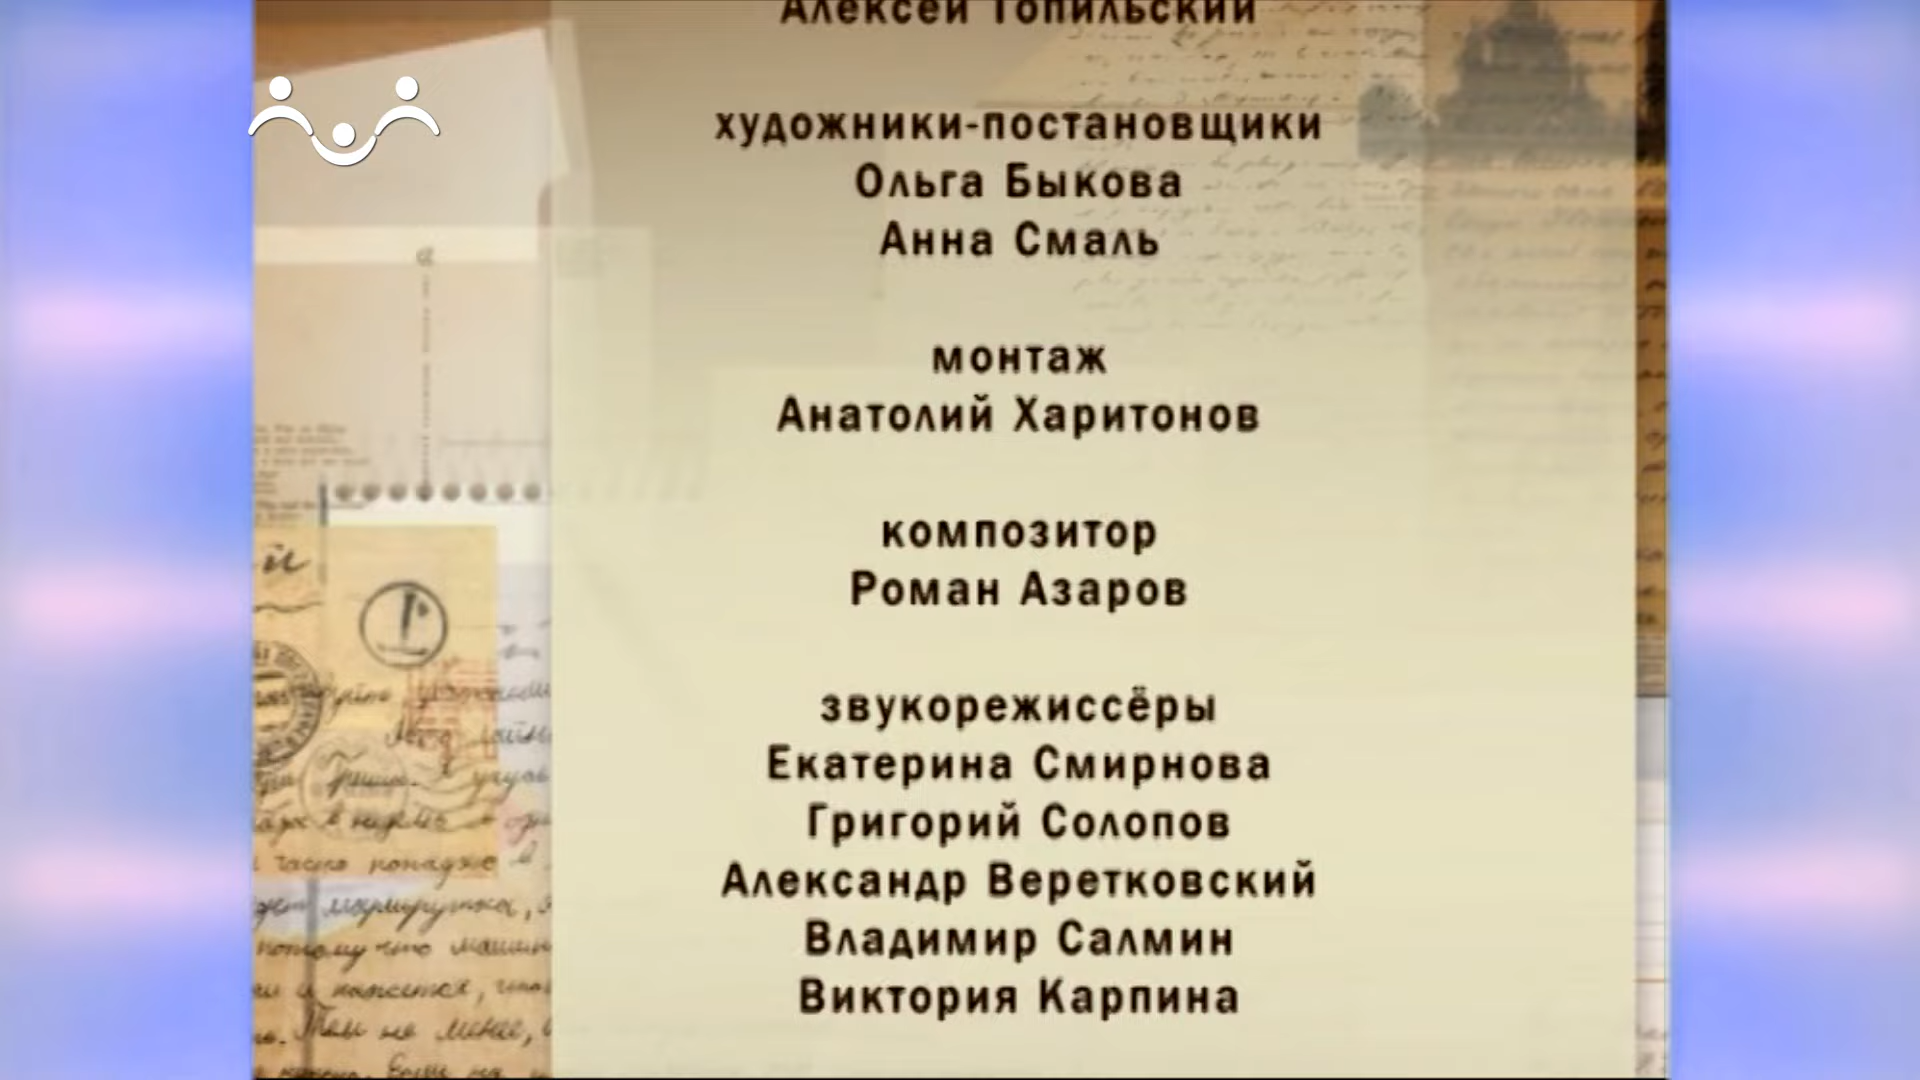 Алексей Топильский
художники-постановщики
Ольга Быкова
Анна Смаль
монтаж
Анатолий Харитонов
композитор
Роман Азаров
звукорежиссёры
Екатерина Смирнова
Григорий Солопов
Александр Веретковский
Владимир Салмин
Виктория Карпина